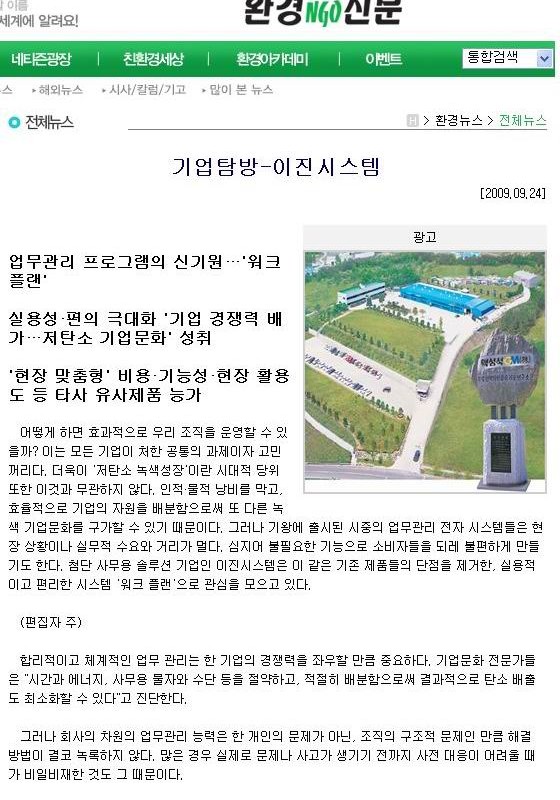 세계에 알려요!
환경NGO신문
네티즌광장 친환경세상 환경아카데미 이벤트 통합검색
해외뉴스 시사/칼럼/기고 많이 본 뉴스
전체뉴스
H > 환경뉴스 > 전체뉴스
기업탐방-이진시스템
[2009.09.24]
광고
업무관리 프로그램의 신기원…'워크
플랜'
실용성·편의 극대화 '기업 경쟁력 배
가…저탄소 기업문화' 성취
'현장 맞춤형' 비용·기능성·현장 활용
도 등 타사 유사제품 능가
어떻게 하면 효과적으로 우리 조직을 운영할 수 있
을까? 이는 모든 기업이 처한 공통의 과제이자 고민
꺼리다. 더욱이 '저탄소 녹색성장'이란 시대적 당위
또한 이것과 무관하지 않다. 인적·물적 낭비를 막고,
효율적으로 기업의 자원을 배분함으로써 또 다른 녹
색 기업문화를 구가할 수 있기 때문이다. 그러나 기왕에 출시된 시중의 업무관리 전자 시스템들은 현
장 상황이나 실무적 수요와 거리가 멀다. 심지어 불필요한 기능으로 소비자들을 되레 불편하게 만들
기도 한다. 첨단 사무용 솔루션 기업인 이진시스템은 이 같은 기존 제품들의 단점을 제거한, 실용적
이고 편리한 시스템 '워크 플랜'으로 관심을 모으고 있다.
(편집자 주)
합리적이고 체계적인 업무 관리는 한 기업의 경쟁력을 좌우할 만큼 중요하다. 기업문화 전문가들
은 "시간과 에너지, 사무용 물자와 수단 등을 절약하고, 적절히 배분함으로써 결과적으로 탄소 배출
도 최소화할 수 있다"고 진단한다.
그러나 회사의 차원의 업무관리 능력은 한 개인의 문제가 아닌, 조직의 구조적 문제인 만큼 해결
방법이 결코 녹록하지 않다. 많은 경우 실제로 문제나 사고가 생기기 전까지 사전 대응이 어려울 때
가 비일비재한 것도 그 때문이다.